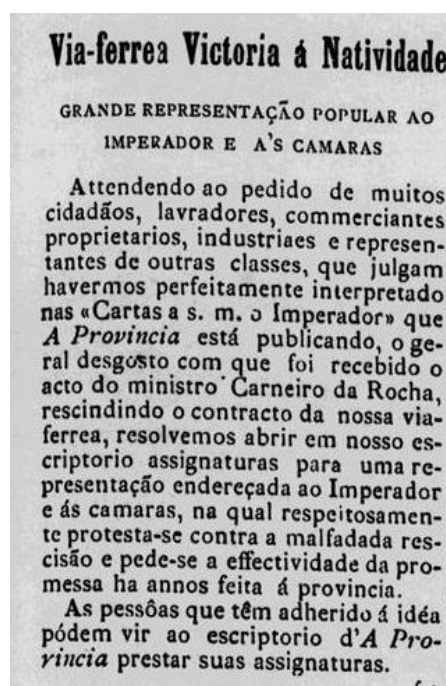 Via-ferrea Victoria á Natividade
GRANDE REPRESENTAÇÃO POPULAR AO
IMPERADOR E A'S CAMARAS
Attendendo ao pedido de muitos
cidadãos, lavradores, commerciantes
proprietarios, industriaes e represen-
tantes de outras classes, que julgam
havermos perfeitamente interpretado
nas «Cartas a s. m. o Imperador» que
A Provincia está publicando, o ge-
ral desgosto com que foi recebido o
acto do ministro Carneiro da Rocha,
rescindindo o contracto da nossa via-
ferrea, resolvemos abrir em nosso es-
criptorio assignaturas para uma re-
presentação endereçada ao Imperador
e ás camaras, na qual respeitosamen-
te protesta-se contra a malfadada res-
cisão e pede-se a effectividade da pro-
messa ha annos feita á provincia.
As pessôas que têm adherido á idéa
pódem vir ao escriptorio d'A Pro-
vincia prestar suas assignaturas.